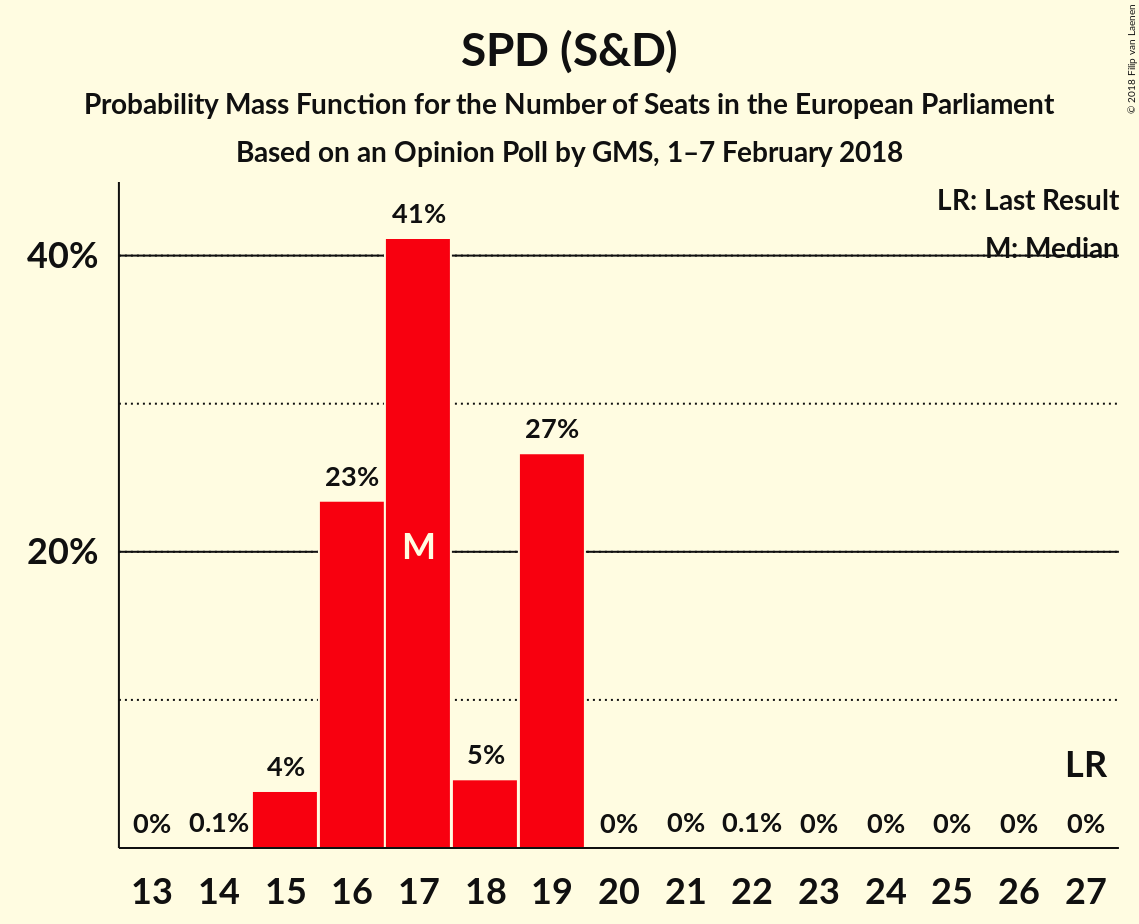 SPD (S&D)
Probability Mass Function for the Number of Seats in the European Parliament
Based on an Opinion Poll by GMS, 1–7 February 2018
© 2018 Filip van Laenen
LR: Last Result
M: Median
40%
20%
0%
0.1%
4%
23%
41%
M
5%
27%
0%
0%
0.1%
0%
0%
0%
0%
LR
0%
13 14 15 16 17 18 19 20 21 22 23 24 25 26 27